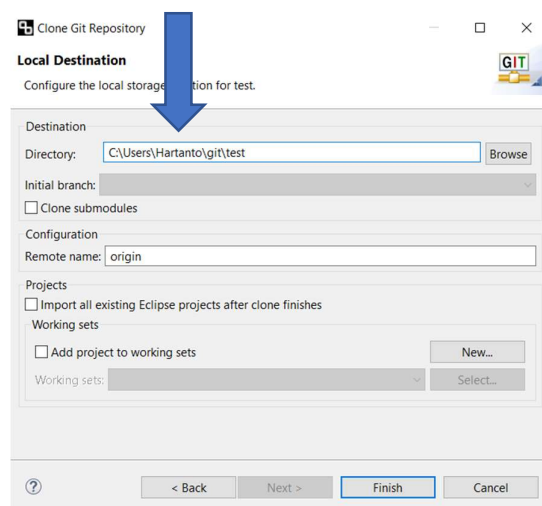 Clone Git Repository
Local Destination
GIT
Configure the local storage tion for test.
Destination
Directory: C:\Users\Hartanto\git\test Browse
Initial branch:
Clone submodules
Configuration
Remote name: origin
Projects
Import all existing Eclipse projects after clone finishes
Working sets
Add project to working sets New...
Working sets: Select...
? < Back Next > Finish Cancel